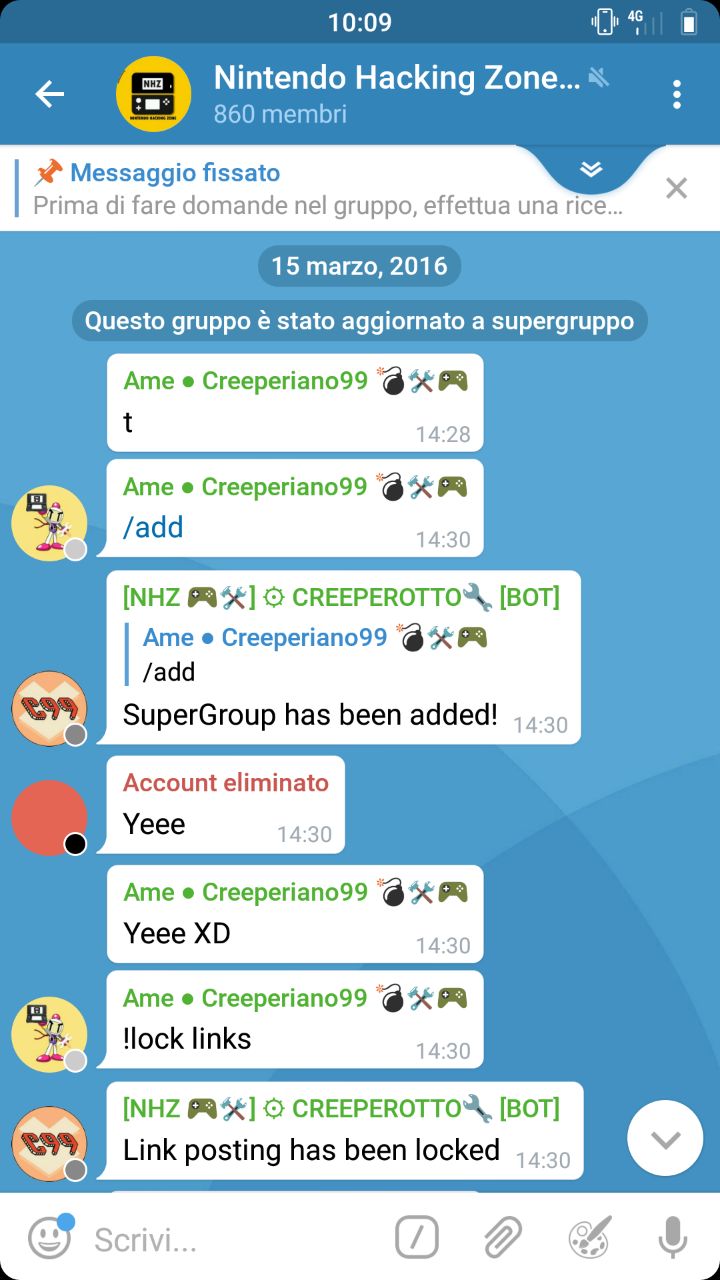 10:09
4G
NHZ
NINTENDO HACKING ZONE
Nintendo Hacking Zone...
860 membri
Messaggio fissato
Prima di fare domande nel gruppo, effettua una rice...
15 marzo, 2016
Questo gruppo è stato aggiornato a supergruppo
Ame ● Creeperiano99 💣🛠🎮
t
14:28
Ame ● Creeperiano99 💣🛠🎮
/add
14:30
[NHZ 🎮🛠] ⚙ CREEPEROTTO🔧 [BOT]
Ame ● Creeperiano99 💣🛠🎮
/add
C99
SuperGroup has been added!
14:30
Account eliminato
Yeee
14:30
Ame ● Creeperiano99 💣🛠🎮
Yeee XD
14:30
Ame ● Creeperiano99 💣🛠🎮
!lock links
14:30
[NHZ 🎮🛠] ⚙ CREEPEROTTO🔧 [BOT]
C99
Link posting has been locked
14:30
Scrivi...